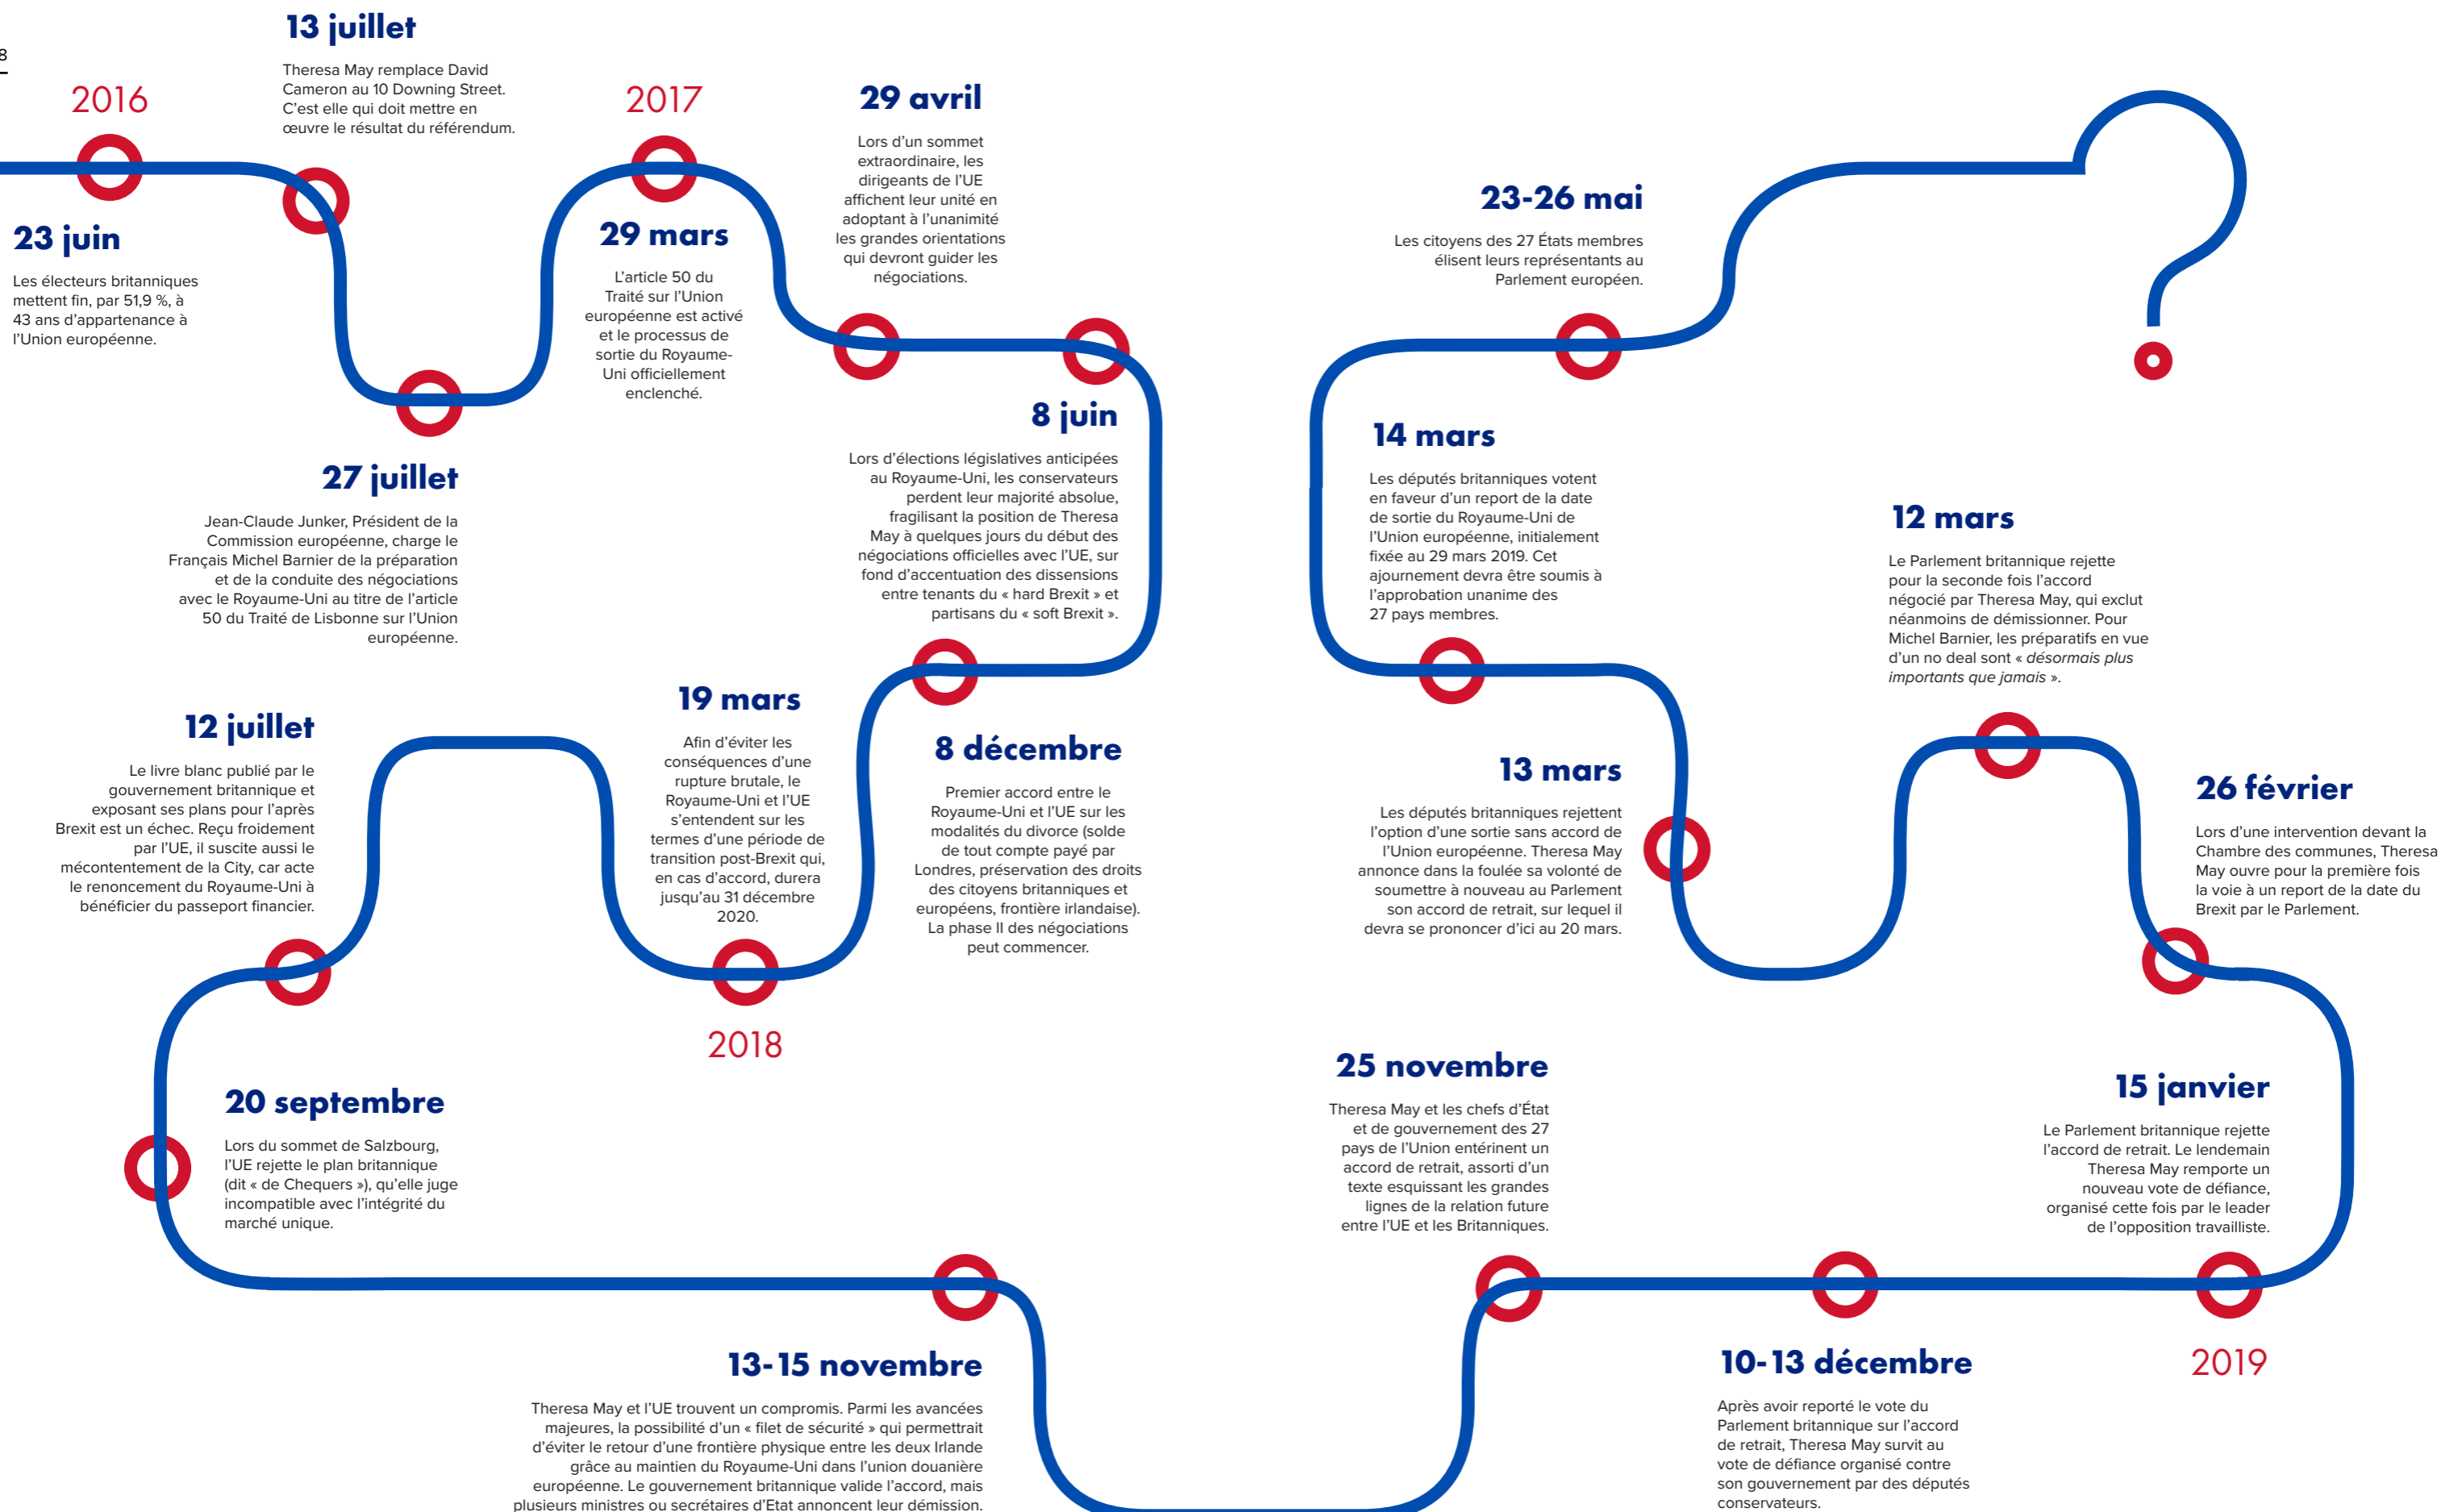 8
2016
23 juin
Les électeurs britanniques
mettent fin, par 51,9 %, à
43 ans d'appartenance à
l'Union européenne.
13 juillet
Theresa May remplace David
Cameron au 10 Downing Street.
C'est elle qui doit mettre en
œuvre le résultat du référendum.
27 juillet
Jean-Claude Junker, Président de la
Commission européenne, charge le
Français Michel Barnier de la préparation
et de la conduite des négociations
avec le Royaume-Uni au titre de l'article
50 du Traité de Lisbonne sur l'Union
européenne.
2017
29 mars
L'article 50 du
Traité sur l'Union
européenne est activé
et le processus de
sortie du Royaume-
Uni officiellement
enclenché.
29 avril
Lors d'un sommet
extraordinaire, les
dirigeants de l'UE
affichent leur unité en
adoptant à l'unanimité
les grandes orientations
qui devront guider les
négociations.
8 juin
Lors d'élections législatives anticipées
au Royaume-Uni, les conservateurs
perdent leur majorité absolue,
fragilisant la position de Theresa
May à quelques jours du début des
négociations officielles avec l'UE, sur
fond d'accentuation des dissensions
entre tenants du « hard Brexit » et
partisans du « soft Brexit ».
8 décembre
Premier accord entre le
Royaume-Uni et l'UE sur les
modalités du divorce (solde
de tout compte payé par
Londres, préservation des droits
des citoyens britanniques et
européens, frontière irlandaise).
La phase II des négociations
peut commencer.
19 mars
Afin d'éviter les
conséquences d'une
rupture brutale, le
Royaume-Uni et l'UE
s'entendent sur les
termes d'une période de
transition post-Brexit qui,
en cas d'accord, durera
jusqu'au 31 décembre
2020.
2018
12 juillet
Le livre blanc publié par le
gouvernement britannique et
exposant ses plans pour l'après
Brexit est un échec. Reçu froidement
par l'UE, il suscite aussi le
mécontentement de la City, car acte
le renoncement du Royaume-Uni à
bénéficier du passeport financier.
20 septembre
Lors du sommet de Salzbourg,
l'UE rejette le plan britannique
(dit « de Chequers »), qu'elle juge
incompatible avec l'intégrité du
marché unique.
13-15 novembre
Theresa May et l'UE trouvent un compromis. Parmi les avancées
majeures, la possibilité d'un « filet de sécurité » qui permettrait
d'éviter le retour d'une frontière physique entre les deux Irlande
grâce au maintien du Royaume-Uni dans l'union douanière
européenne. Le gouvernement britannique valide l'accord, mais
plusieurs ministres ou secrétaires d'Etat annoncent leur démission.
25 novembre
Theresa May et les chefs d'État
et de gouvernement des 27
pays de l'Union entérinent un
accord de retrait, assorti d'un
texte esquissant les grandes
lignes de la relation future
entre l'UE et les Britanniques.
10-13 décembre
Après avoir reporté le vote du
Parlement britannique sur l'accord
de retrait, Theresa May survit au
vote de défiance organisé contre
son gouvernement par des députés
conservateurs.
15 janvier
Le Parlement britannique rejette
l'accord de retrait. Le lendemain
Theresa May remporte un
nouveau vote de défiance,
organisé cette fois par le leader
de l'opposition travailliste.
2019
26 février
Lors d'une intervention devant la
Chambre des communes, Theresa
May ouvre pour la première fois
la voie à un report de la date du
Brexit par le Parlement.
12 mars
Le Parlement britannique rejette
pour la seconde fois l'accord
négocié par Theresa May, qui exclut
néanmoins de démissionner. Pour
Michel Barnier, les préparatifs en vue
d'un no deal sont « désormais plus
importants que jamais ».
13 mars
Les députés britanniques rejettent
l'option d'une sortie sans accord de
l'Union européenne. Theresa May
annonce dans la foulée sa volonté de
soumettre à nouveau au Parlement
son accord de retrait, sur lequel il
devra se prononcer d'ici au 20 mars.
14 mars
Les députés britanniques votent
en faveur d'un report de la date
de sortie du Royaume-Uni de
l'Union européenne, initialement
fixée au 29 mars 2019. Cet
ajournement devra être soumis à
l'approbation unanime des
27 pays membres.
23-26 mai
Les citoyens des 27 États membres
élisent leurs représentants au
Parlement européen.